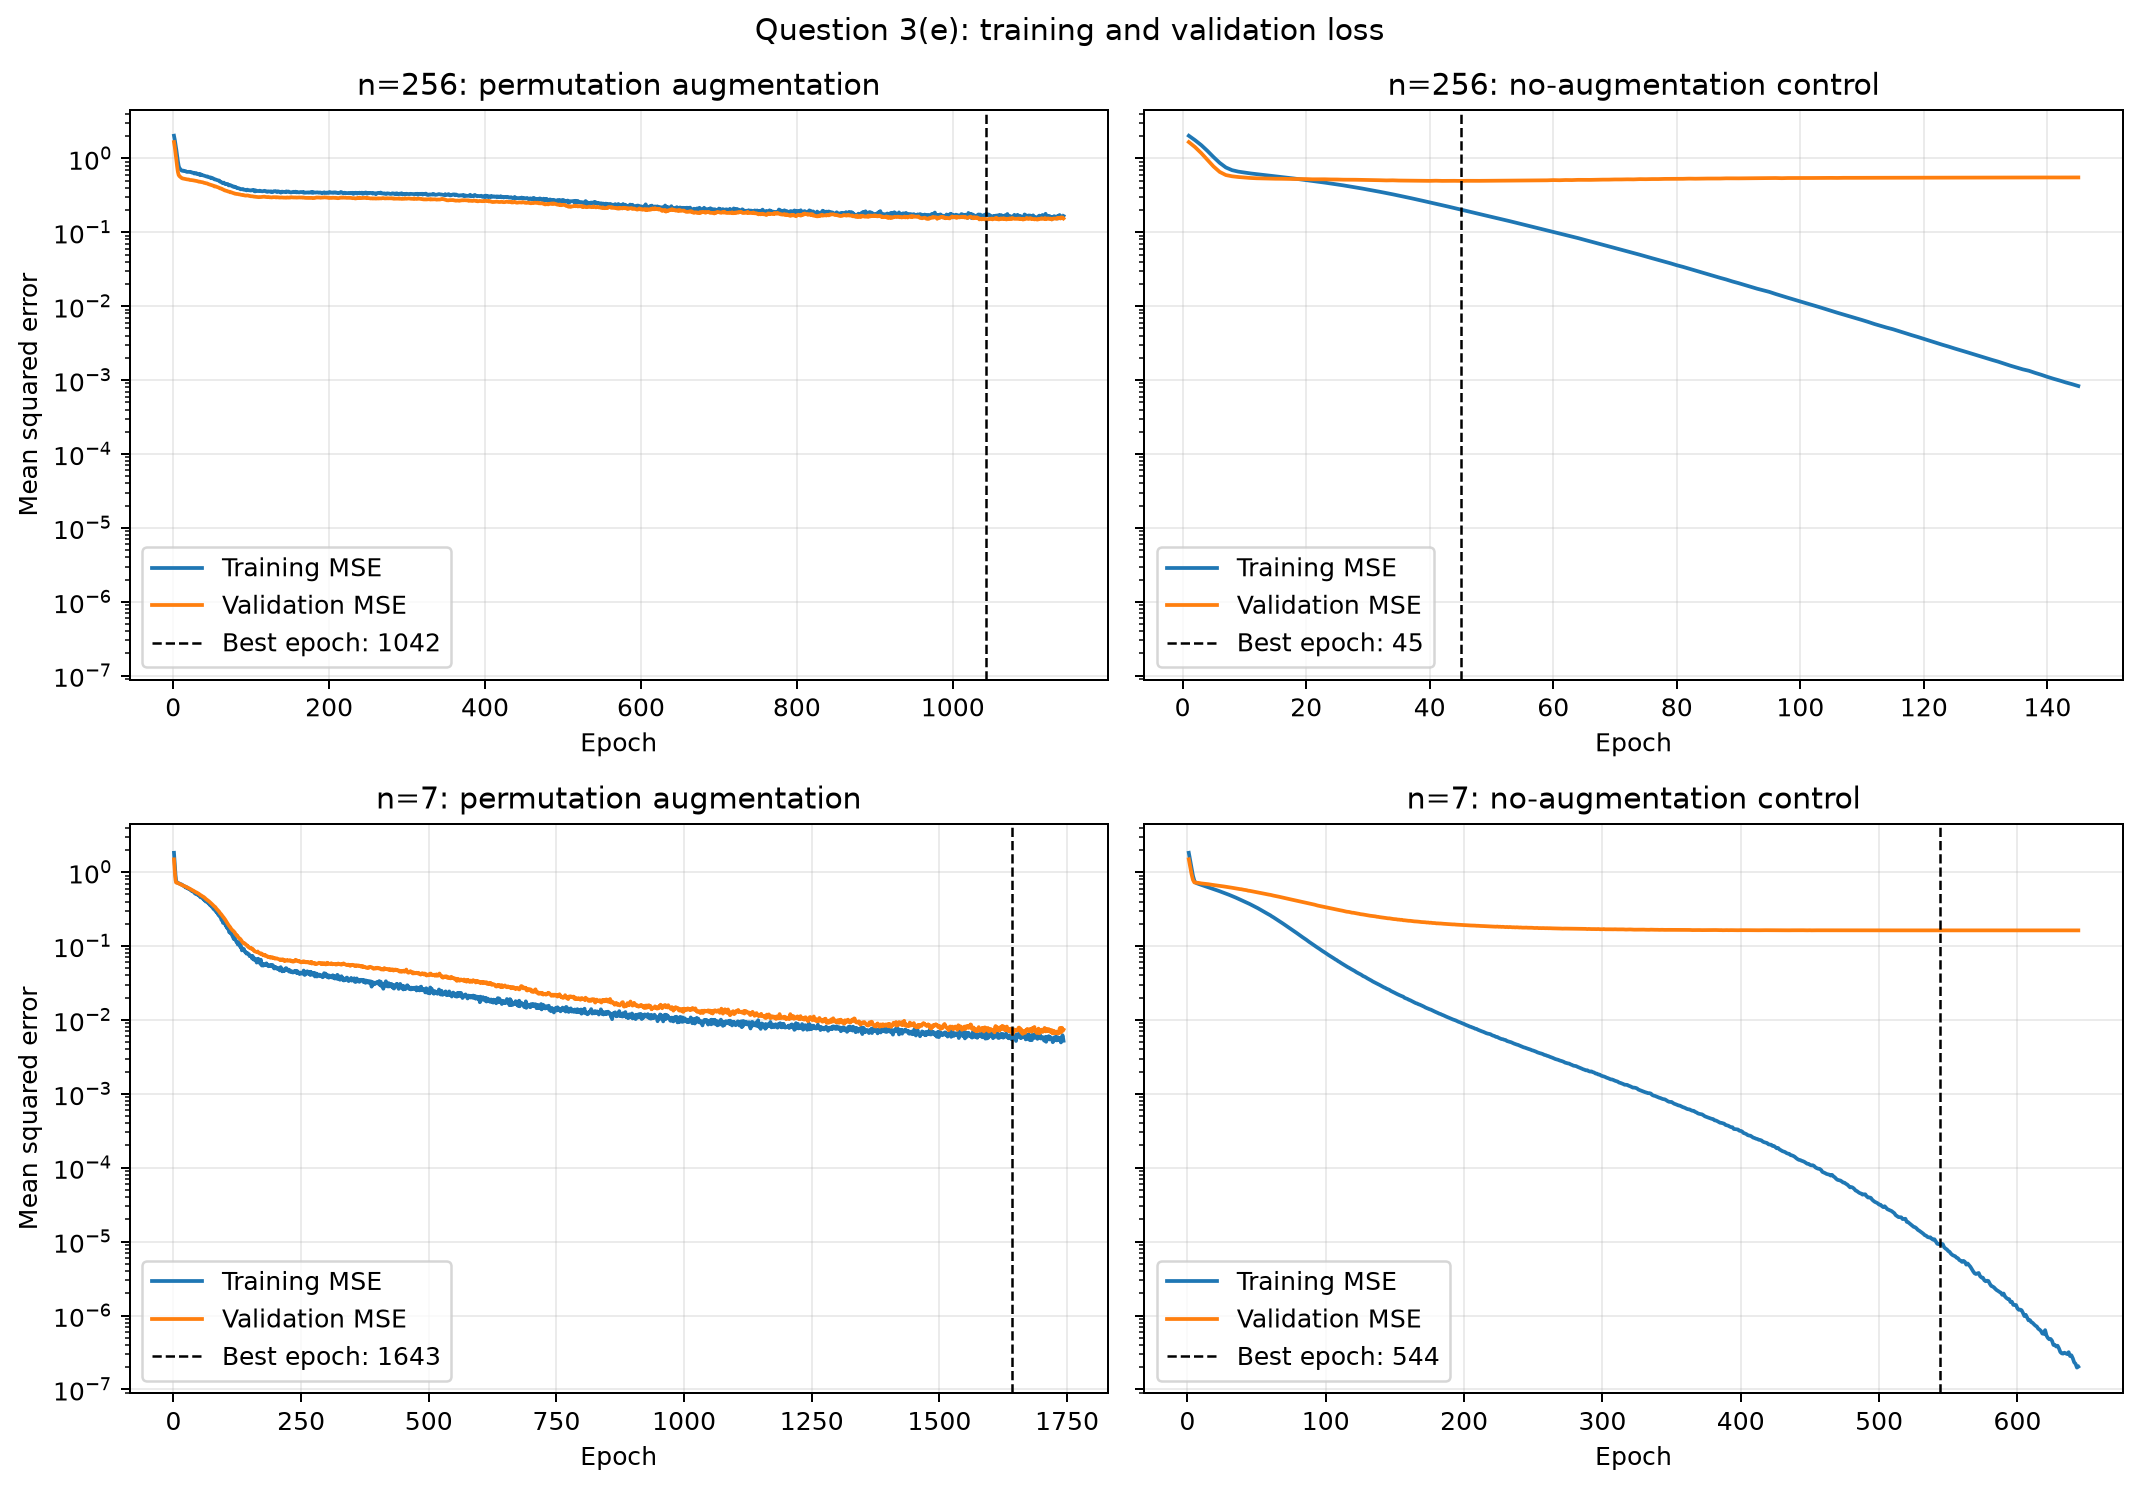 Question 3(e): training and validation loss
n=256: permutation augmentation
n=256: no-augmentation control
Mean squared error
10⁰
10⁻¹
10⁻²
10⁻³
10⁻⁴
10⁻⁵
10⁻⁶
10⁻⁷
Training MSE
Validation MSE
Best epoch: 1042
0 200 400 600 800 1000
Epoch
Training MSE
Validation MSE
Best epoch: 45
0 20 40 60 80 100 120 140
Epoch
n=7: permutation augmentation
n=7: no-augmentation control
Mean squared error
10⁰
10⁻¹
10⁻²
10⁻³
10⁻⁴
10⁻⁵
10⁻⁶
10⁻⁷
Training MSE
Validation MSE
Best epoch: 1643
0 250 500 750 1000 1250 1500 1750
Epoch
Training MSE
Validation MSE
Best epoch: 544
0 100 200 300 400 500 600
Epoch